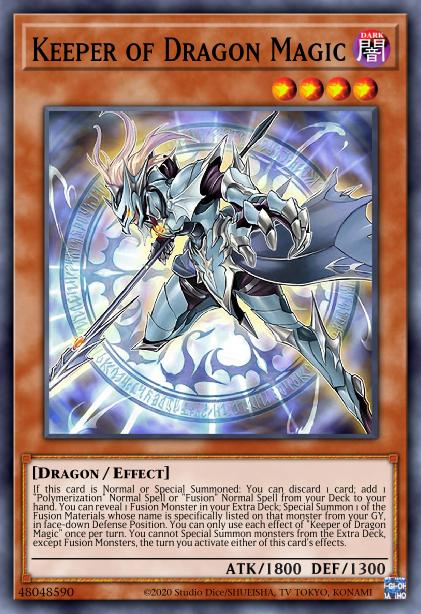 KEEPER OF DRAGON MAGIC
DARK
闇
[DRAGON / EFFECT]
If this card is Normal or Special Summoned: You can discard 1 card; add 1
"Polymerization" Normal Spell or "Fusion" Normal Spell from your Deck to your
hand. You can reveal 1 Fusion Monster in your Extra Deck; Special Summon 1 of the
Fusion Materials whose name is specifically listed on that monster from your GY,
in face-down Defense Position. You can only use each effect of "Keeper of Dragon
Magic" once per turn. You cannot Special Summon monsters from the Extra Deck,
except Fusion Monsters, the turn you activate either of this card's effects.
ATK/1800 DEF/1300
48048590
©2020 Studio Dice/SHUEISHA, TV TOKYO, KONAMI